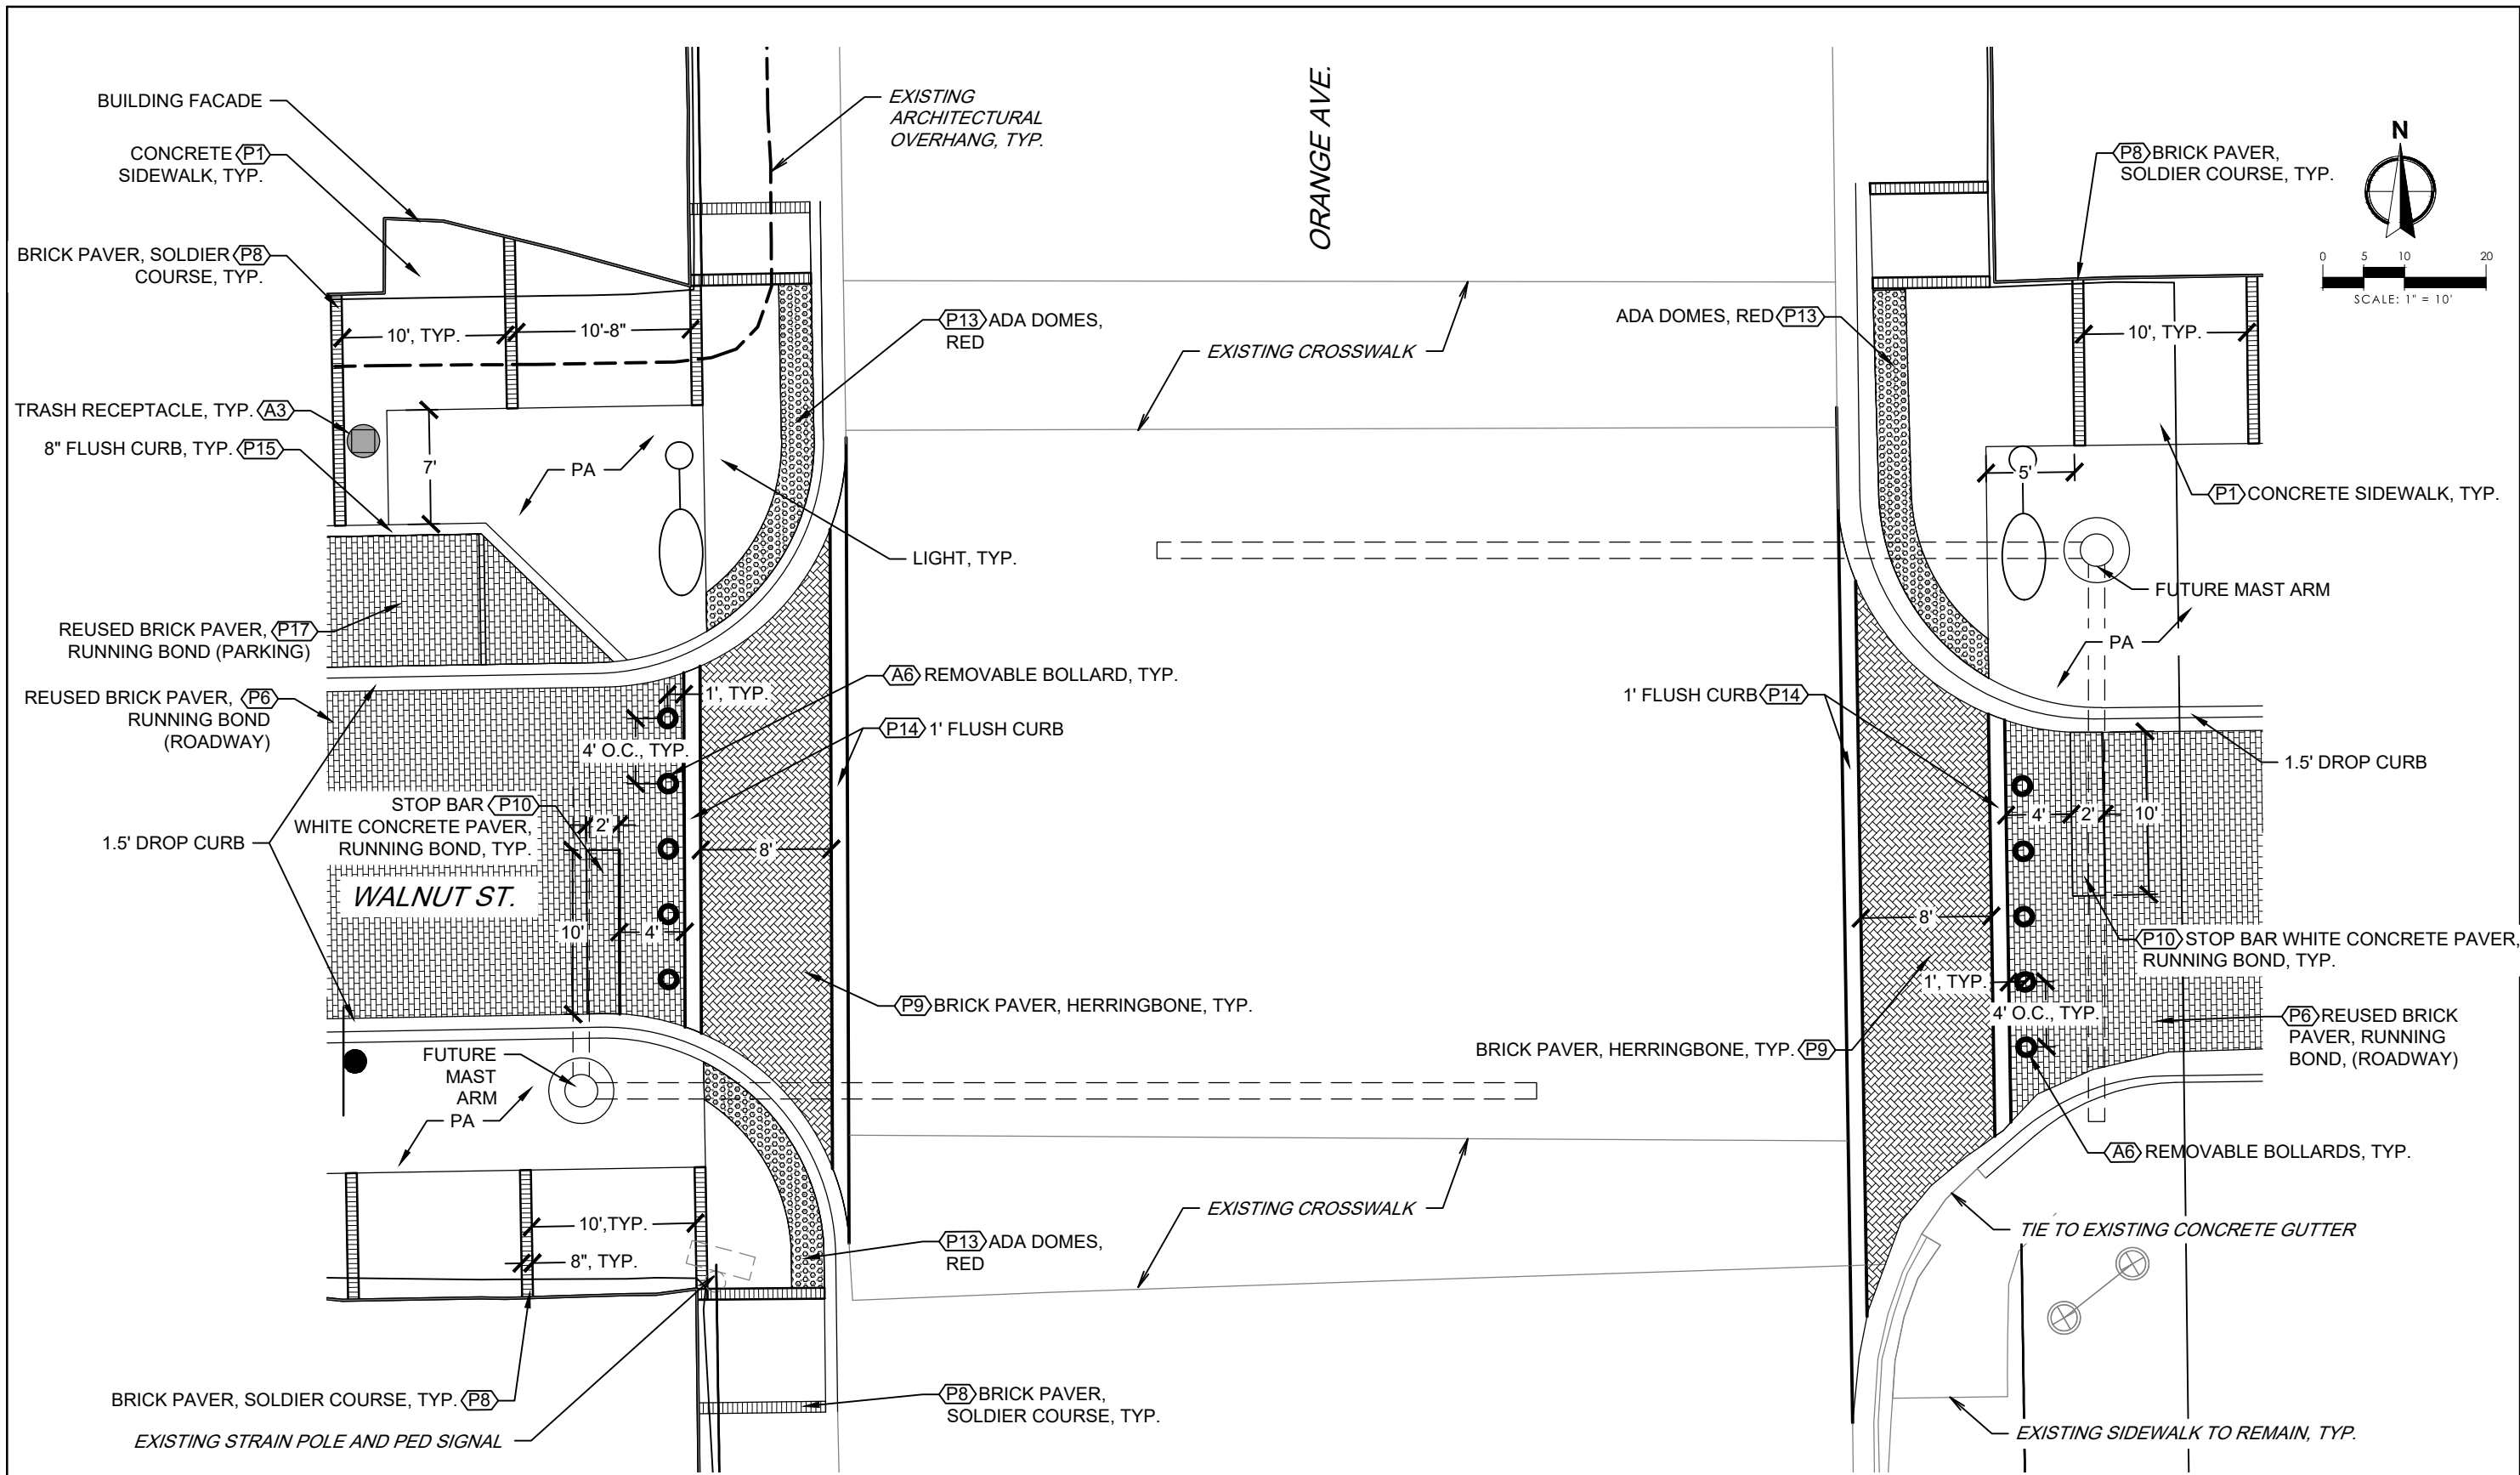 BUILDING FACADE
CONCRETE P1
SIDEWALK, TYP.
BRICK PAVER, SOLDIER P8
COURSE, TYP.
10', TYP.
10'-8"
TRASH RECEPTACLE, TYP. A3
8" FLUSH CURB, TYP. P15
7'
PA
REUSED BRICK PAVER, P17
RUNNING BOND (PARKING)
REUSED BRICK PAVER, P6
RUNNING BOND
(ROADWAY)
1', TYP.
4' O.C., TYP.
STOP BAR P10
WHITE CONCRETE PAVER,
RUNNING BOND, TYP.
2'
1.5' DROP CURB
WALNUT ST.
8'
10'
4'
FUTURE
MAST
ARM
PA
10',TYP.
8", TYP.
BRICK PAVER, SOLDIER COURSE, TYP. P8
EXISTING STRAIN POLE AND PED SIGNAL
EXISTING
ARCHITECTURAL
OVERHANG, TYP.
ORANGE AVE.
P13 ADA DOMES,
RED
EXISTING CROSSWALK
LIGHT, TYP.
A6 REMOVABLE BOLLARD, TYP.
P14 1' FLUSH CURB
P9 BRICK PAVER, HERRINGBONE, TYP.
EXISTING CROSSWALK
P13 ADA DOMES,
RED
P8 BRICK PAVER,
SOLDIER COURSE, TYP.
P8 BRICK PAVER,
SOLDIER COURSE, TYP.
N
0 5 10 20
SCALE: 1" = 10'
ADA DOMES, RED P13
10', TYP.
5'
P1 CONCRETE SIDEWALK, TYP.
FUTURE MAST ARM
PA
1' FLUSH CURB P14
1.5' DROP CURB
4'
2'
10'
8'
P10 STOP BAR WHITE CONCRETE PAVER,
RUNNING BOND, TYP.
1', TYP.
4' O.C., TYP.
P6 REUSED BRICK
PAVER, RUNNING
BOND, (ROADWAY)
BRICK PAVER, HERRINGBONE, TYP. P9
A6 REMOVABLE BOLLARDS, TYP.
TIE TO EXISTING CONCRETE GUTTER
EXISTING SIDEWALK TO REMAIN, TYP.